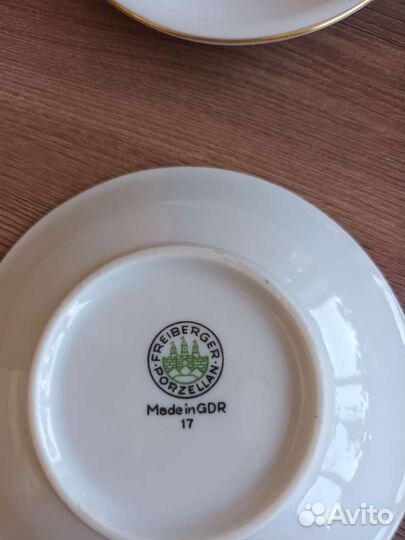 FREIBERGER
PORZELLAN
Made in GDR
17
Avito